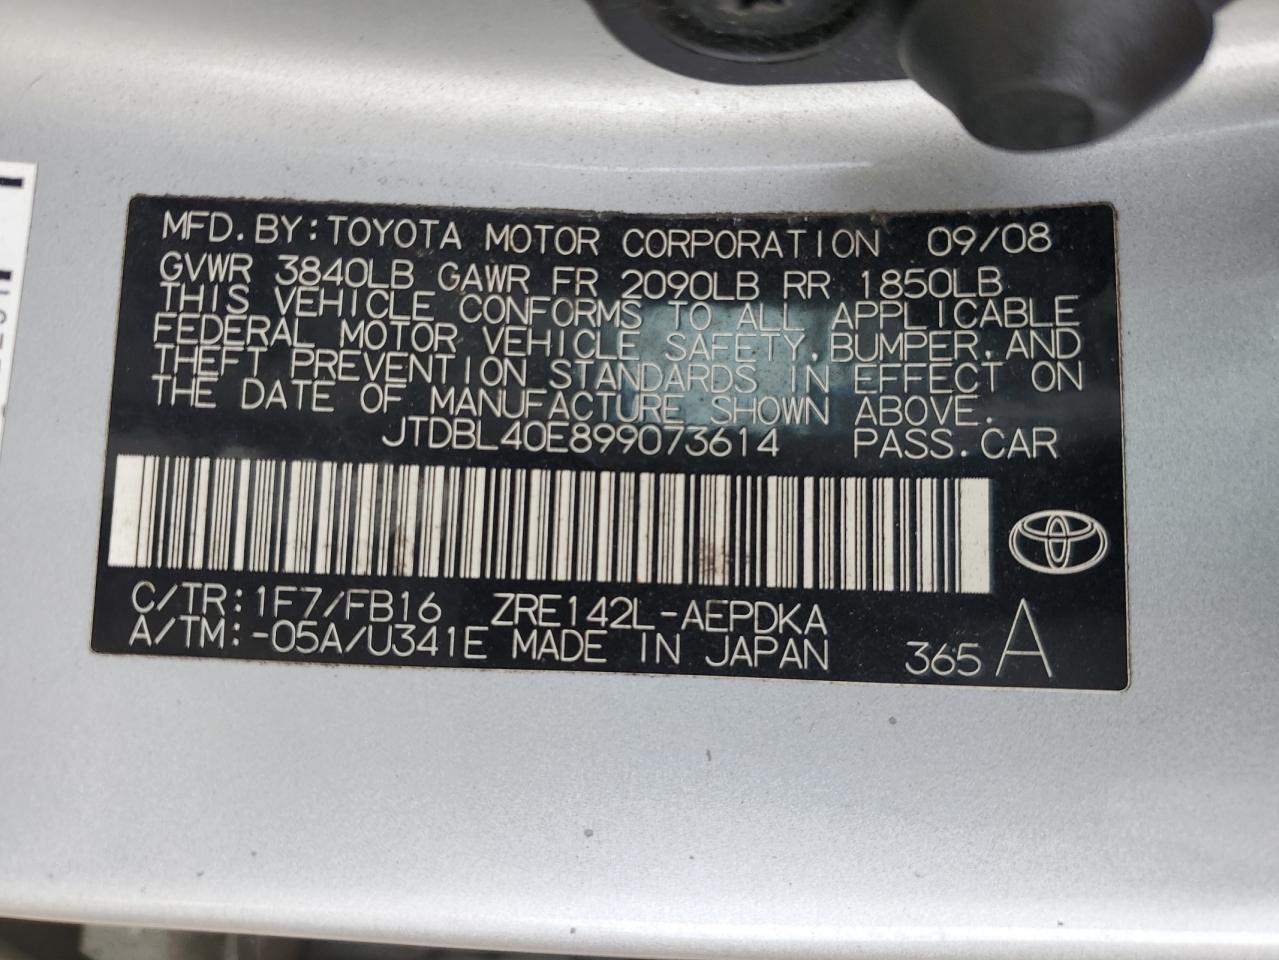 MFD.BY:TOYOTA MOTOR CORPORATION 09/08
GVWR 3840LB GAWR FR 2090LB RR 1850LB
THIS VEHICLE CONFORMS TO ALL APPLICABLE
FEDERAL MOTOR VEHICLE SAFETY,BUMPER,AND
THEFT PREVENTION STANDARDS IN EFFECT ON
THE DATE OF MANUFACTURE SHOWN ABOVE.
JTDBL40E899073614 PASS.CAR
C/TR:1F7/FB16 ZRE142L-AEPDKA
A/TM:-05A/U341E MADE IN JAPAN 365 A